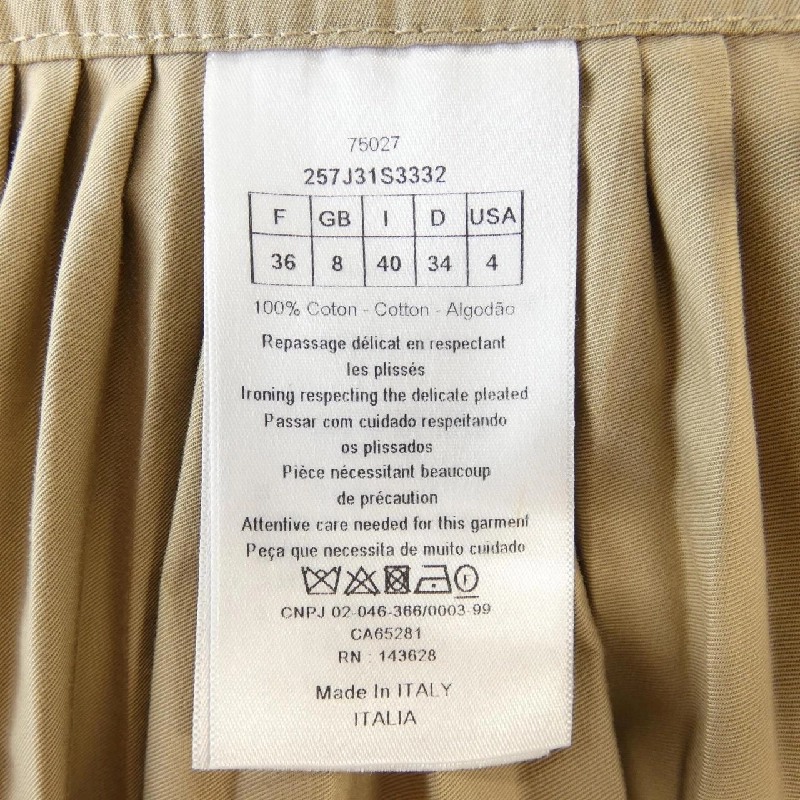 75027
257J31S3332
F GB I D USA
36 8 40 34 4
100% Coton - Cotton - Algodão
Repassage délicat en respectant
les plissés
Ironing respecting the delicate pleated
Passar com cuidado respeitando
os plissados
Pièce nécessitant beaucoup
de précaution
Attentive care needed for this garment
Peça que necessita de muito cuidado
CNPJ 02-046-366/0003-99
CA65281
RN : 143628
Made In ITALY
ITALIA